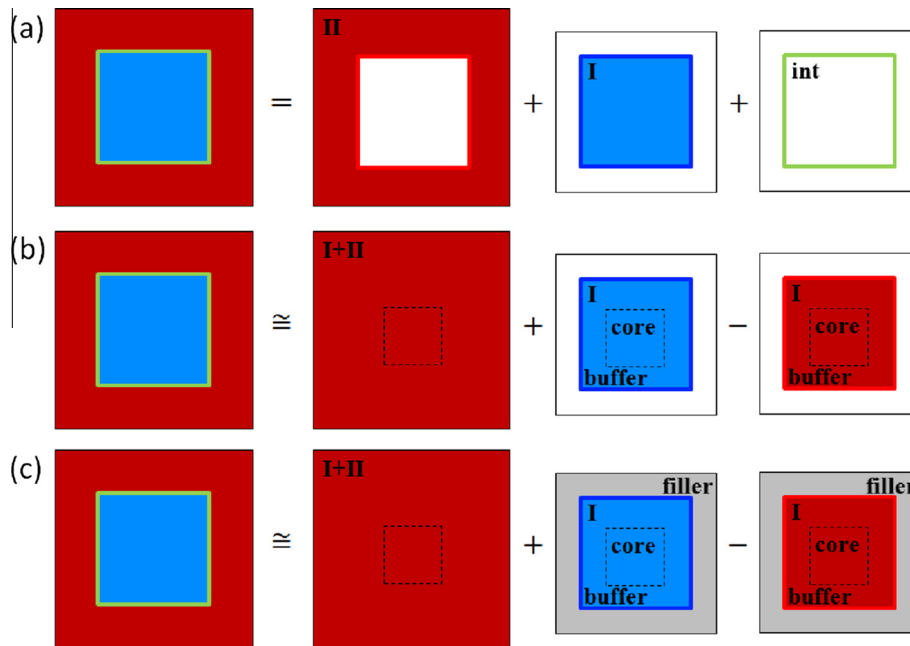 (a)
II
=
+
I
+
int
(b)
I+II
≅
+
I
core
buffer
−
I
core
buffer
(c)
I+II
≅
+
filler
I
core
buffer
−
filler
I
core
buffer